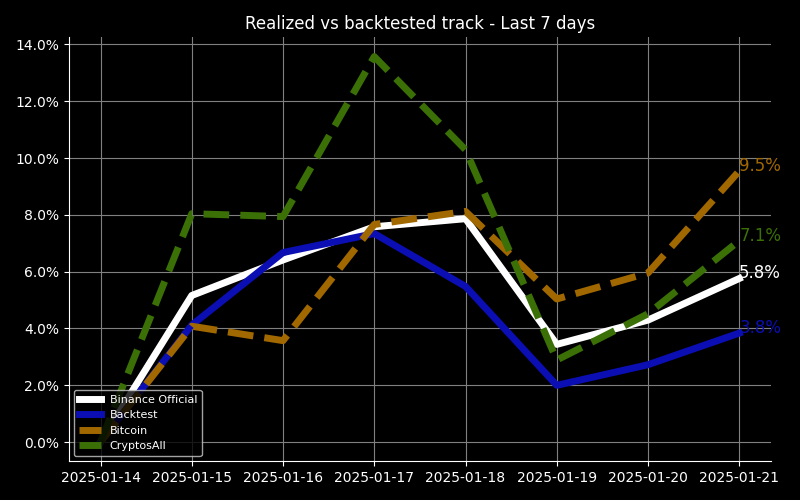 Realized vs backtested track - Last 7 days
14.0%
12.0%
10.0%
8.0%
6.0%
4.0%
2.0%
0.0%
9.5%
7.1%
5.8%
3.8%
Binance Official
Backtest
Bitcoin
CryptosAll
2025-01-14 2025-01-15 2025-01-16 2025-01-17 2025-01-18 2025-01-19 2025-01-20 2025-01-21